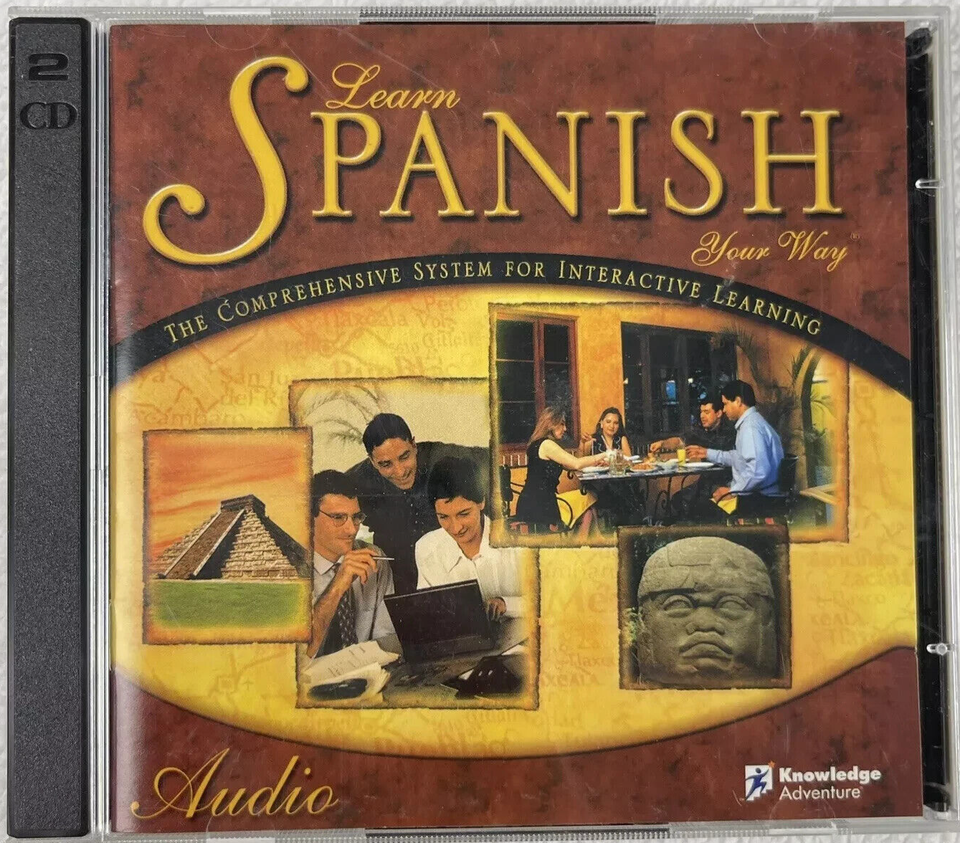 2
CD
Learn
SPANISH
Your Way
THE COMPREHENSIVE SYSTEM FOR INTERACTIVE LEARNING
Audio
Knowledge
Adventure